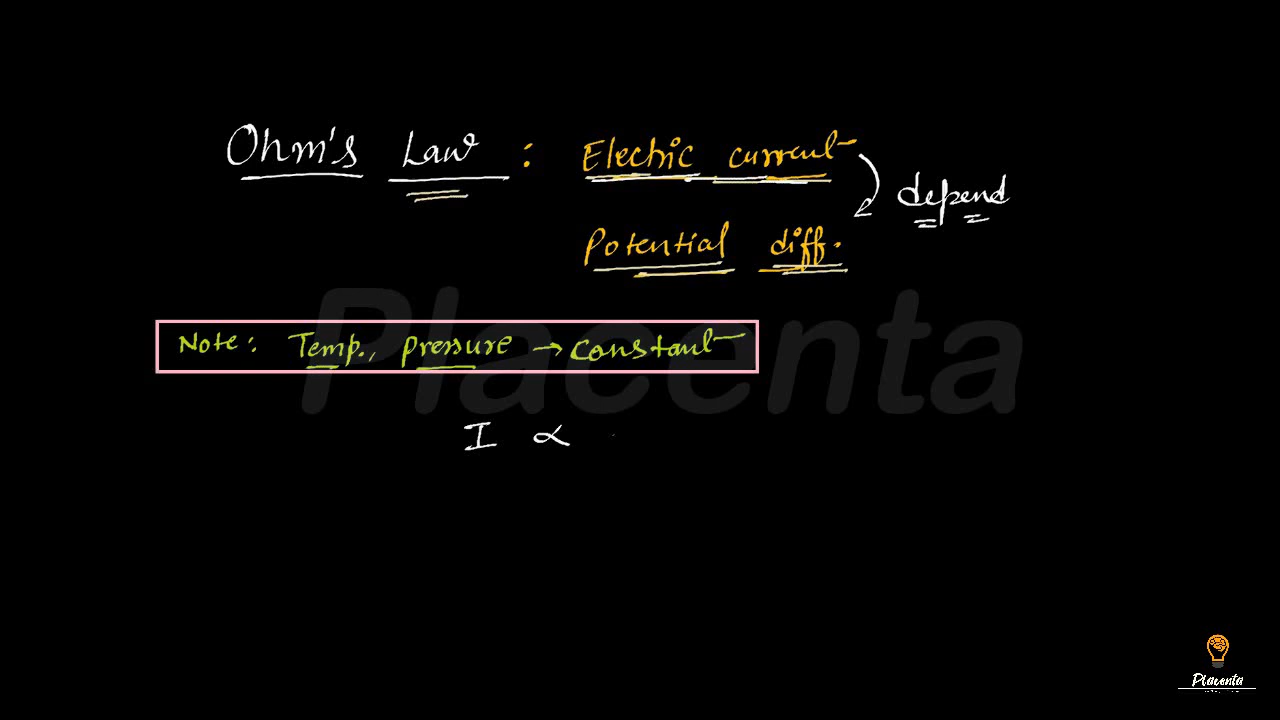 Ohm's Law : Electric current depend
Potential diff.
Note: Temp., pressure → constant
Placenta
I ∝
Placenta